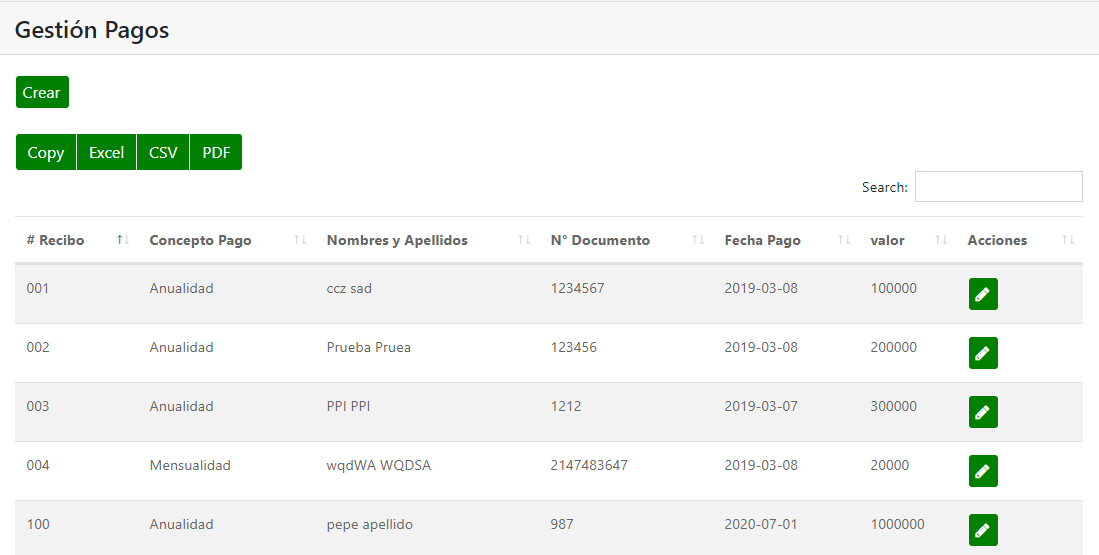 Gestión Pagos
Crear
Copy Excel CSV PDF
Search:
# Recibo Concepto Pago Nombres y Apellidos N° Documento Fecha Pago valor Acciones
001 Anualidad ccz sad 1234567 2019-03-08 100000
002 Anualidad Prueba Pruea 123456 2019-03-08 200000
003 Anualidad PPI PPI 1212 2019-03-07 300000
004 Mensualidad wqdWA WQDSA 2147483647 2019-03-08 20000
100 Anualidad pepe apellido 987 2020-07-01 1000000